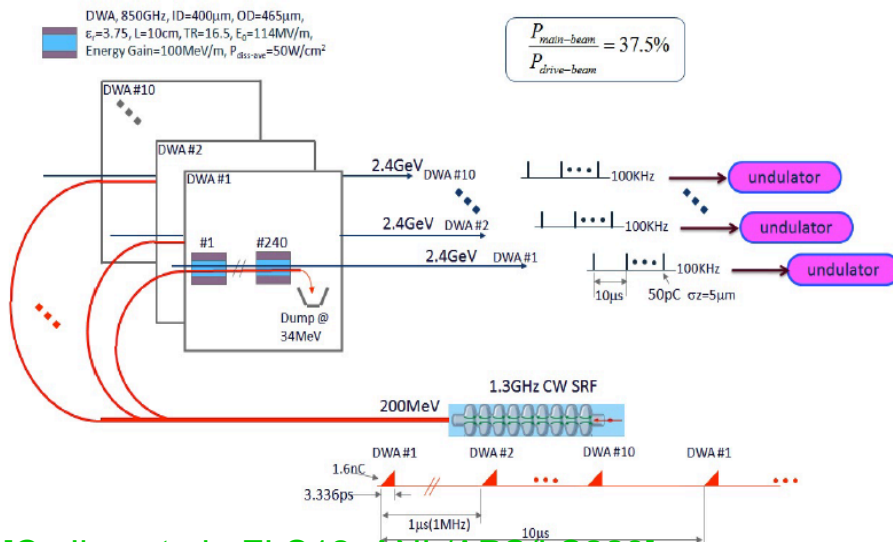 DWA, 850GHz, ID=400μm, OD=465μm,
εr=3.75, L=10cm, TR=16.5, E0=114MV/m,
Energy Gain=100MeV/m, Pdiss-ave=50W/cm²
Pmain-beam
Pdrive-beam
= 37.5%
DWA#10
DWA#2
DWA#1
2.4GeV DWA#10
2.4GeV DWA#2
2.4GeV DWA#1
100KHz
undulator
100KHz
undulator
100KHz
undulator
10μs
50pC σz=5μm
#1
#240
Dump @
34MeV
1.3GHz CW SRF
200MeV
DWA#1
DWA#2
DWA#10
DWA#1
1.6nC
3.336ps
1μs(1MHz)
10μs